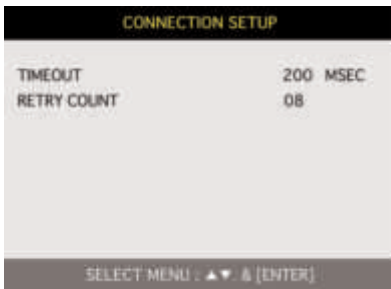 CONNECTION SETUP
TIMEOUT 200 MSEC
RETRY COUNT 08
SELECT MENU : ▲▼ & [ENTER]